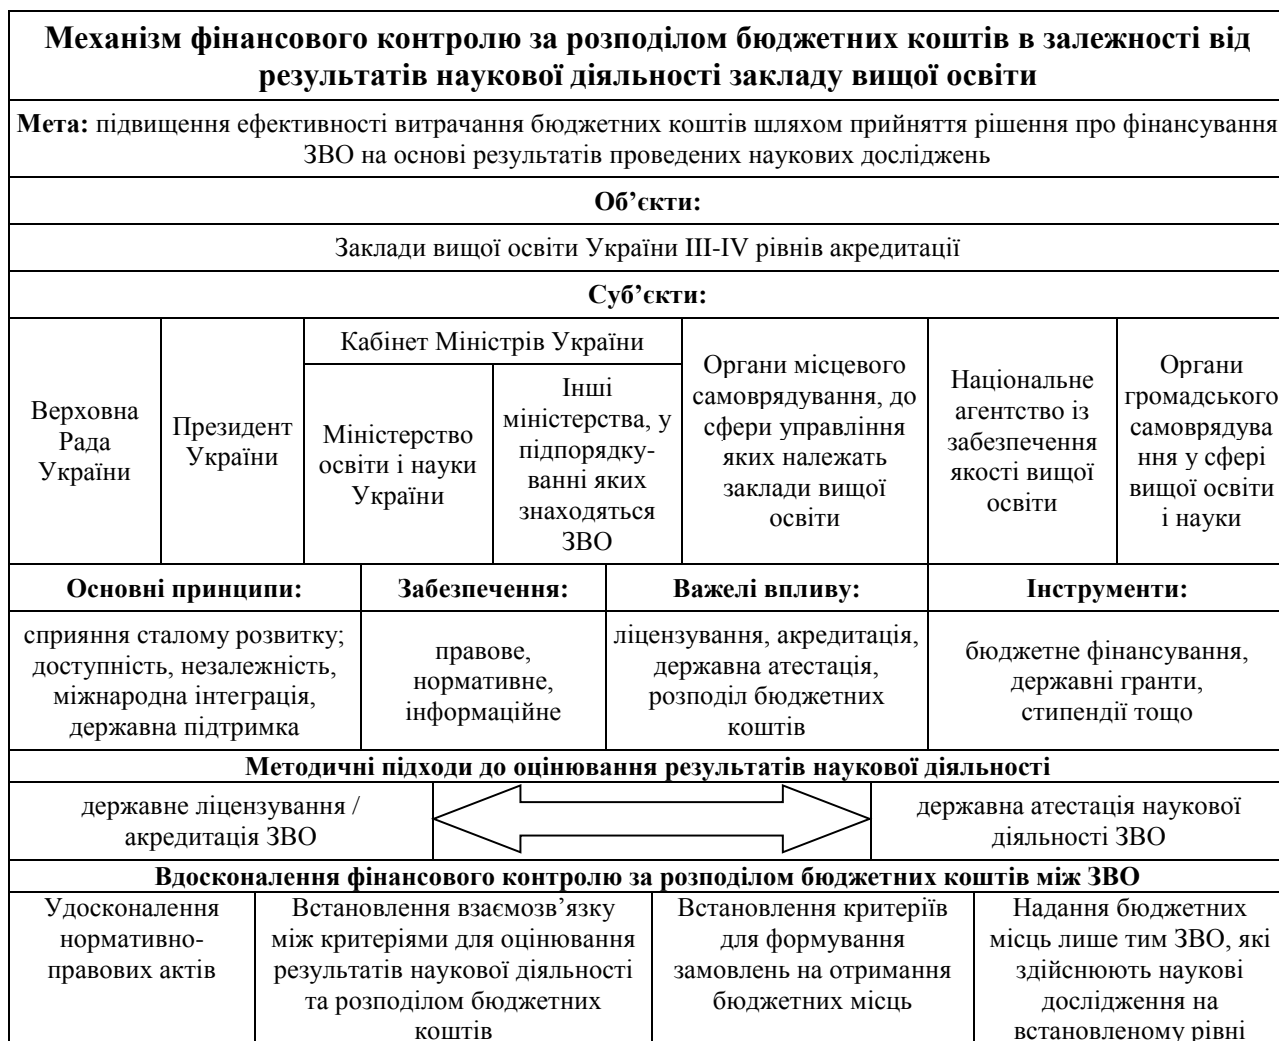 Механізм фінансового контролю за розподілом бюджетних коштів в залежності від
результатів наукової діяльності закладу вищої освіти
Мета: підвищення ефективності витрачання бюджетних коштів шляхом прийняття рішення про фінансування
ЗВО на основі результатів проведених наукових досліджень
Об’єкти:
Заклади вищої освіти України III-IV рівнів акредитації
Суб’єкти:
Верховна
Рада
України
Президент
України
Кабінет Міністрів України
Міністерство
освіти і науки
України
Інші
міністерства, у
підпорядку-
ванні яких
знаходяться
ЗВО
Органи місцевого
самоврядування, до
сфери управління
яких належать
заклади вищої
освіти
Національне
агентство із
забезпечення
якості вищої
освіти
Органи
громадського
самоврядува
ння у сфері
вищої освіти
і науки
Основні принципи:
сприяння сталому розвитку;
доступність, незалежність,
міжнародна інтеграція,
державна підтримка
Забезпечення:
правове,
нормативне,
інформаційне
Важелі впливу:
ліцензування, акредитація,
державна атестація,
розподіл бюджетних
коштів
Інструменти:
бюджетне фінансування,
державні гранти,
стипендії тощо
Методичні підходи до оцінювання результатів наукової діяльності
державне ліцензування /
акредитація ЗВО
державна атестація наукової
діяльності ЗВО
Вдосконалення фінансового контролю за розподілом бюджетних коштів між ЗВО
Удосконалення
нормативно-
правових актів
Встановлення взаємозв’язку
між критеріями для оцінювання
результатів наукової діяльності
та розподілом бюджетних
коштів
Встановлення критеріїв
для формування
замовлень на отримання
бюджетних місць
Надання бюджетних
місць лише тим ЗВО, які
здійснюють наукові
дослідження на
встановленому рівні